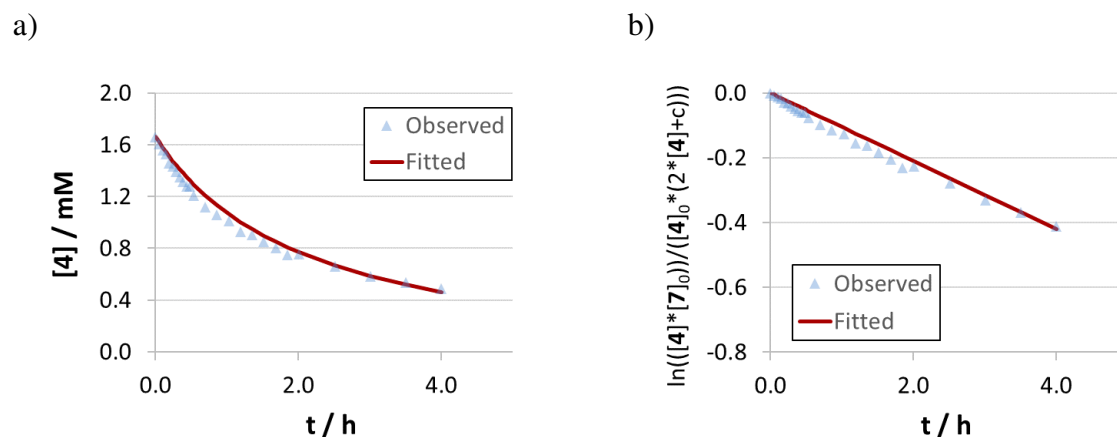 a)
b)
[4] / mM
2.0
1.6
1.2
0.8
0.4
0.0
0.0
2.0
4.0
t / h
Observed
Fitted
ln(([4]*[7]₀))/([4]₀*(2*[4]+c)))
0.0
-0.2
-0.4
-0.6
-0.8
0.0
2.0
4.0
t / h
Observed
Fitted